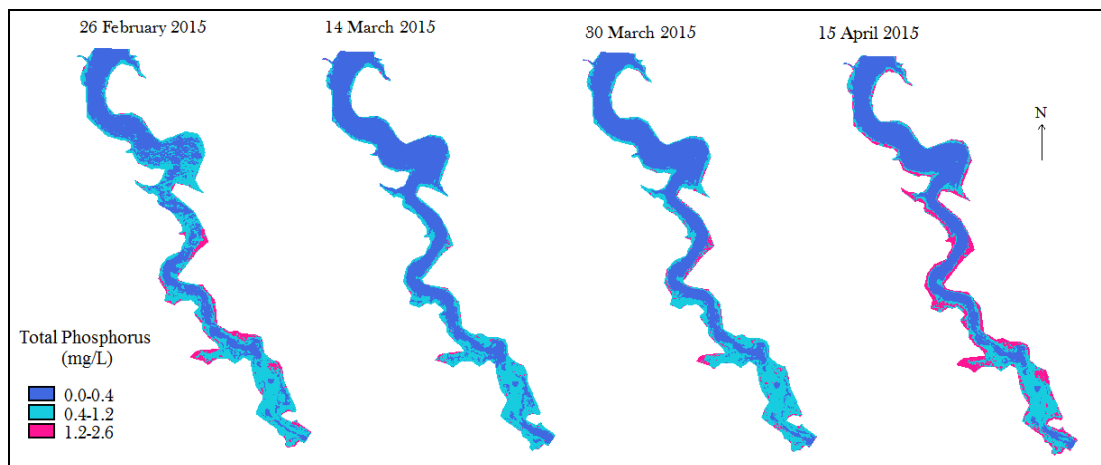 26 February 2015
14 March 2015
30 March 2015
15 April 2015
N
Total Phosphorus
(mg/L)
0.0-0.4
0.4-1.2
1.2-2.6